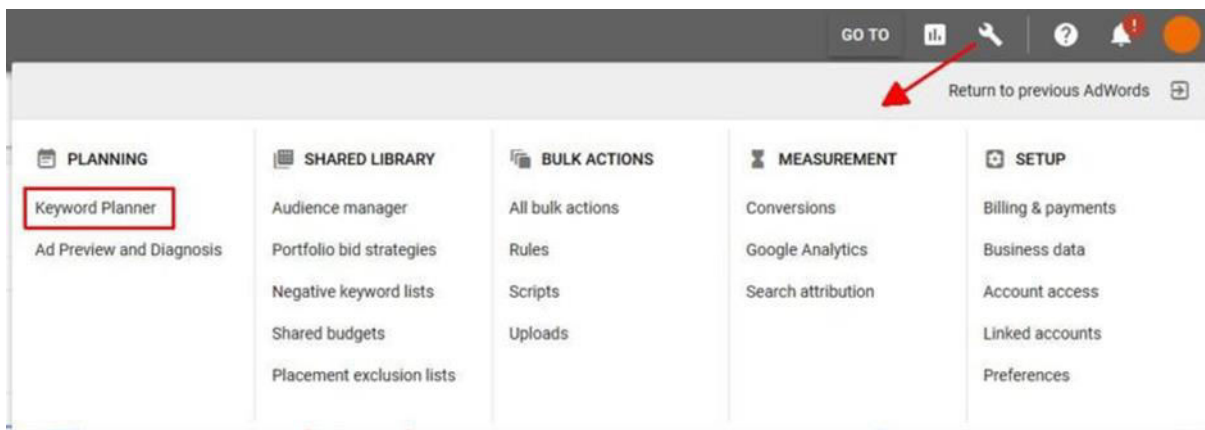 GO TO
!
Return to previous AdWords
PLANNING
Keyword Planner
Ad Preview and Diagnosis
SHARED LIBRARY
Audience manager
Portfolio bid strategies
Negative keyword lists
Shared budgets
Placement exclusion lists
BULK ACTIONS
All bulk actions
Rules
Scripts
Uploads
MEASUREMENT
Conversions
Google Analytics
Search attribution
SETUP
Billing & payments
Business data
Account access
Linked accounts
Preferences